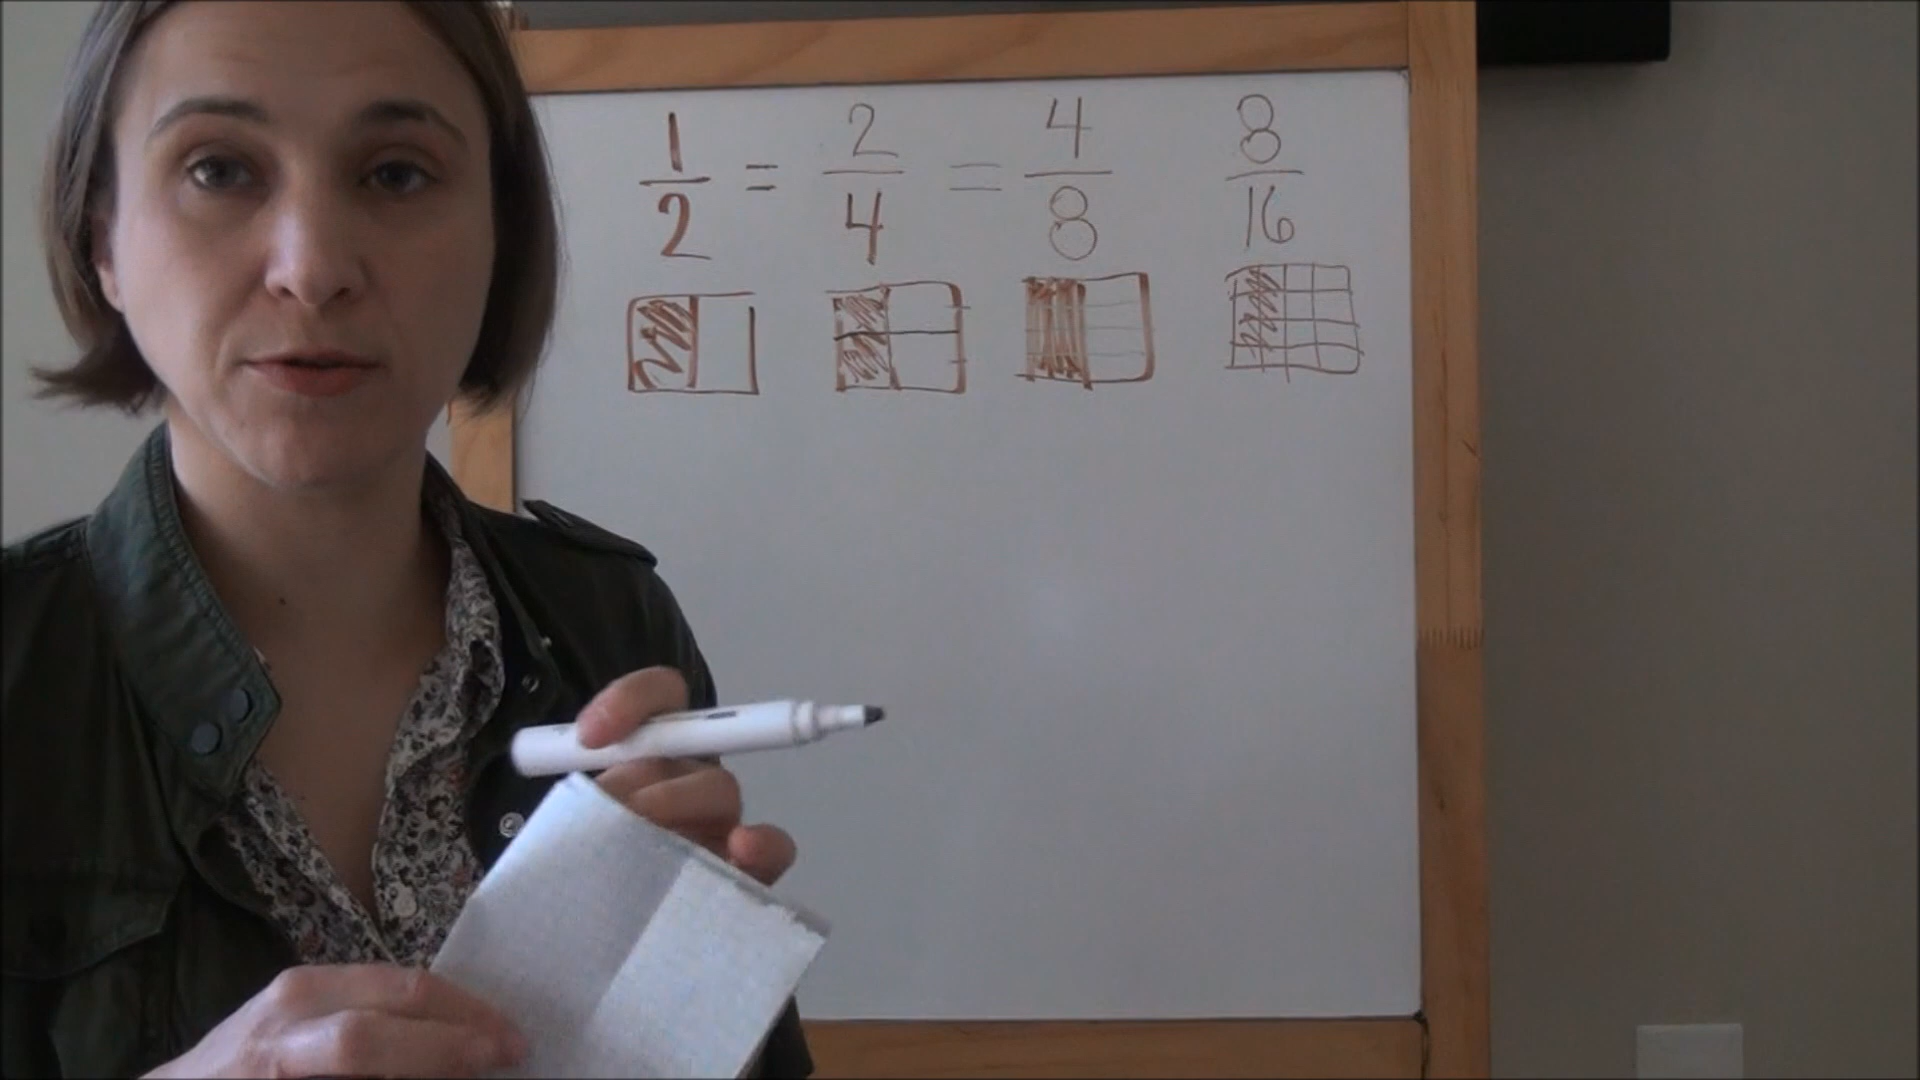 1/2 = 2/4 = 4/8 8/16